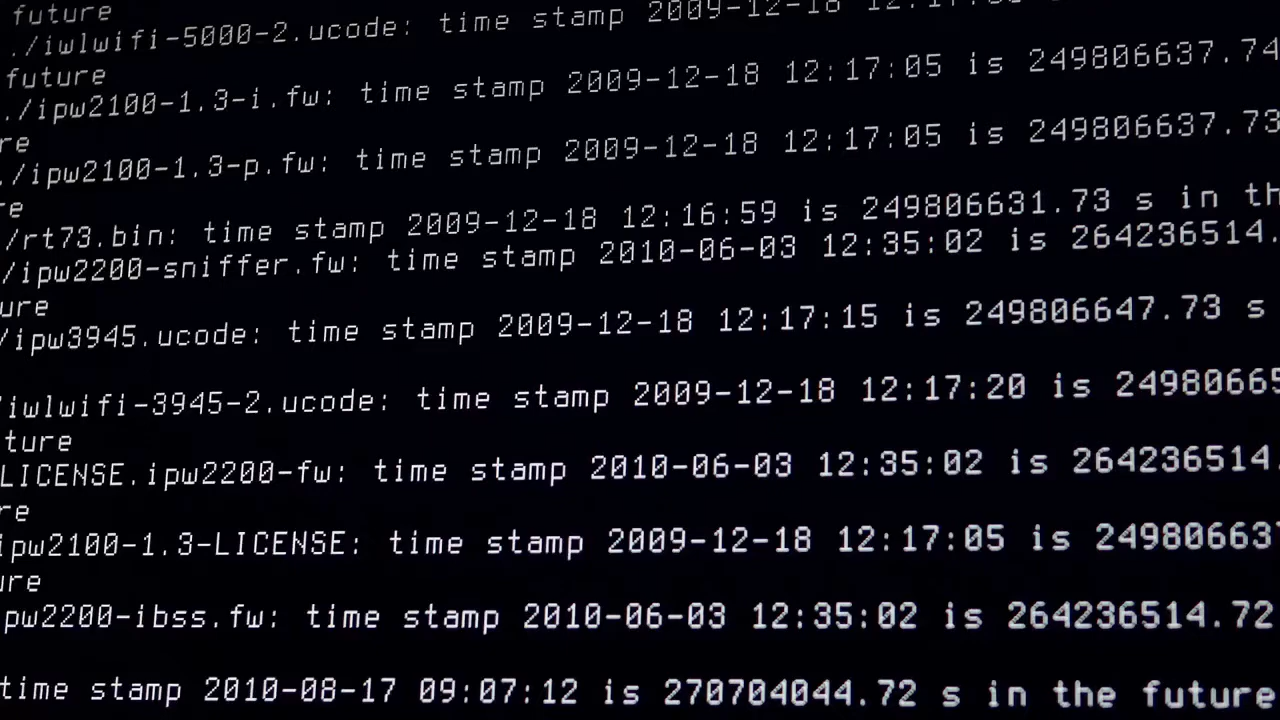 future
./iwlwifi-5000-2.ucode: time stamp 2009-12-18
future
./ipw2100-1.3-i.fw: time stamp 2009-12-18 12:17:05 is 249806637.74
re
./ipw2100-1.3-p.fw: time stamp 2009-12-18 12:17:05 is 249806637.73
re
/rt73.bin: time stamp 2009-12-18 12:16:59 is 249806631.73 s in th
/ipw2200-sniffer.fw: time stamp 2010-06-03 12:35:02 is 264236514.
ure
/ipw3945.ucode: time stamp 2009-12-18 12:17:15 is 249806647.73 s
/iwlwifi-3945-2.ucode: time stamp 2009-12-18 12:17:20 is 24980665
ture
LICENSE.ipw2200-fw: time stamp 2010-06-03 12:35:02 is 264236514.
re
ipw2100-1.3-LICENSE: time stamp 2009-12-18 12:17:05 is 249806637
ure
pw2200-ibss.fw: time stamp 2010-06-03 12:35:02 is 264236514.72
time stamp 2010-08-17 09:07:12 is 270704044.72 s in the future